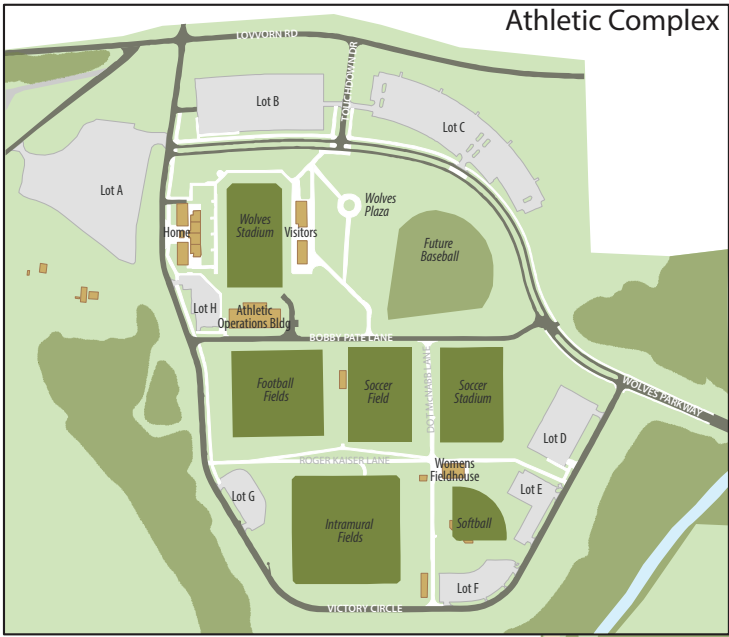 Athletic Complex
LOVVORN RD
TOUCHDOWN DR
Lot B
Lot C
Lot A
Wolves
Plaza
Wolves
Stadium
Home
Visitors
Future
Baseball
Lot H
Athletic
Operations Bldg
BOBBY PATE LANE
Football
Fields
Soccer
Field
DOT McNABB LANE
Soccer
Stadium
WOLVES PARKWAY
Lot D
ROGER KAISER LANE
Womens
Fieldhouse
Lot E
Lot G
Intramural
Fields
Softball
Lot F
VICTORY CIRCLE